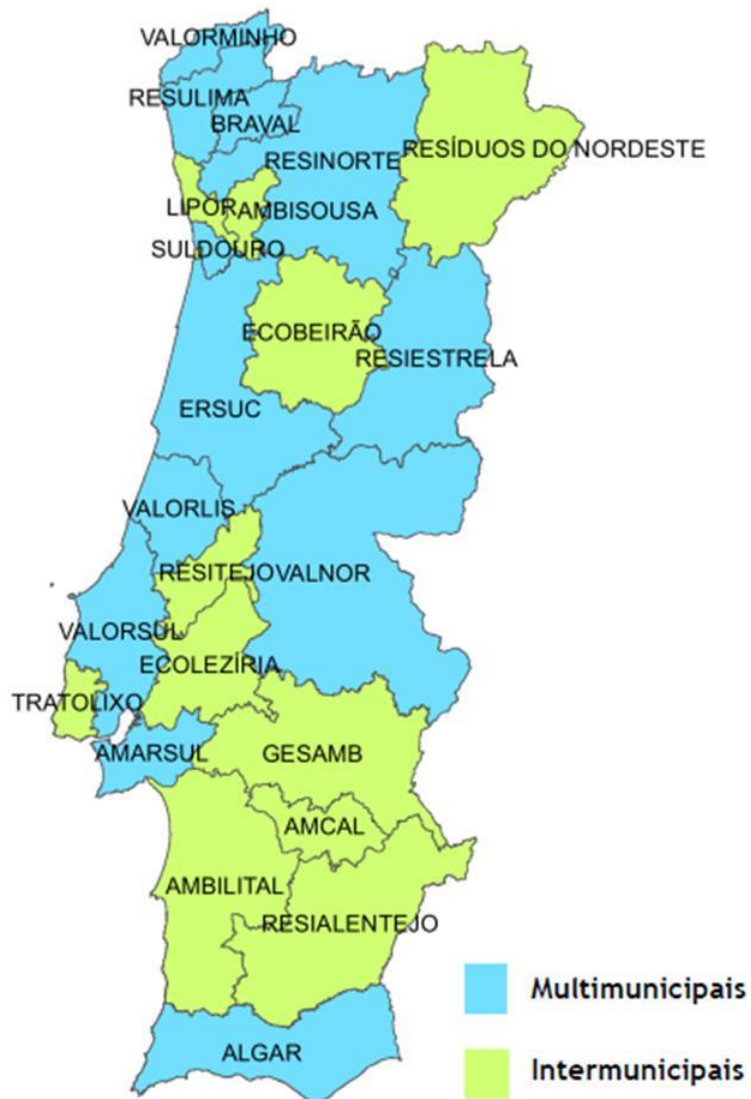 VALORMINHO
RESULIMA
BRAVAL
RESINORTE
RESÍDUOS DO NORDESTE
LIPOR
AMBISOUSA
SULDOURO
ECOBEIRÃO
RESIESTRELA
ERSUC
VALORLIS
RESITEJO
VALNOR
VALORSUL
ECOLEZÍRIA
TRATOLIXO
AMARSUL
GESAMB
AMCAL
AMBILITAL
RESIALENTEJO
ALGAR
Multimunicipais
Intermunicipais